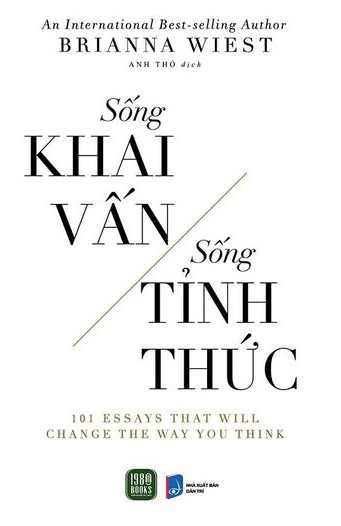 An International Best-selling Author
BRIANNA WIEST
ANH THƠ dịch
Sống
KHAI
VẤN
Sống
TỈNH
THỨC
101 ESSAYS THAT WILL
CHANGE THE WAY YOU THINK
1980
BOOKS
NHÀ XUẤT BẢN
DÂN TRÍ